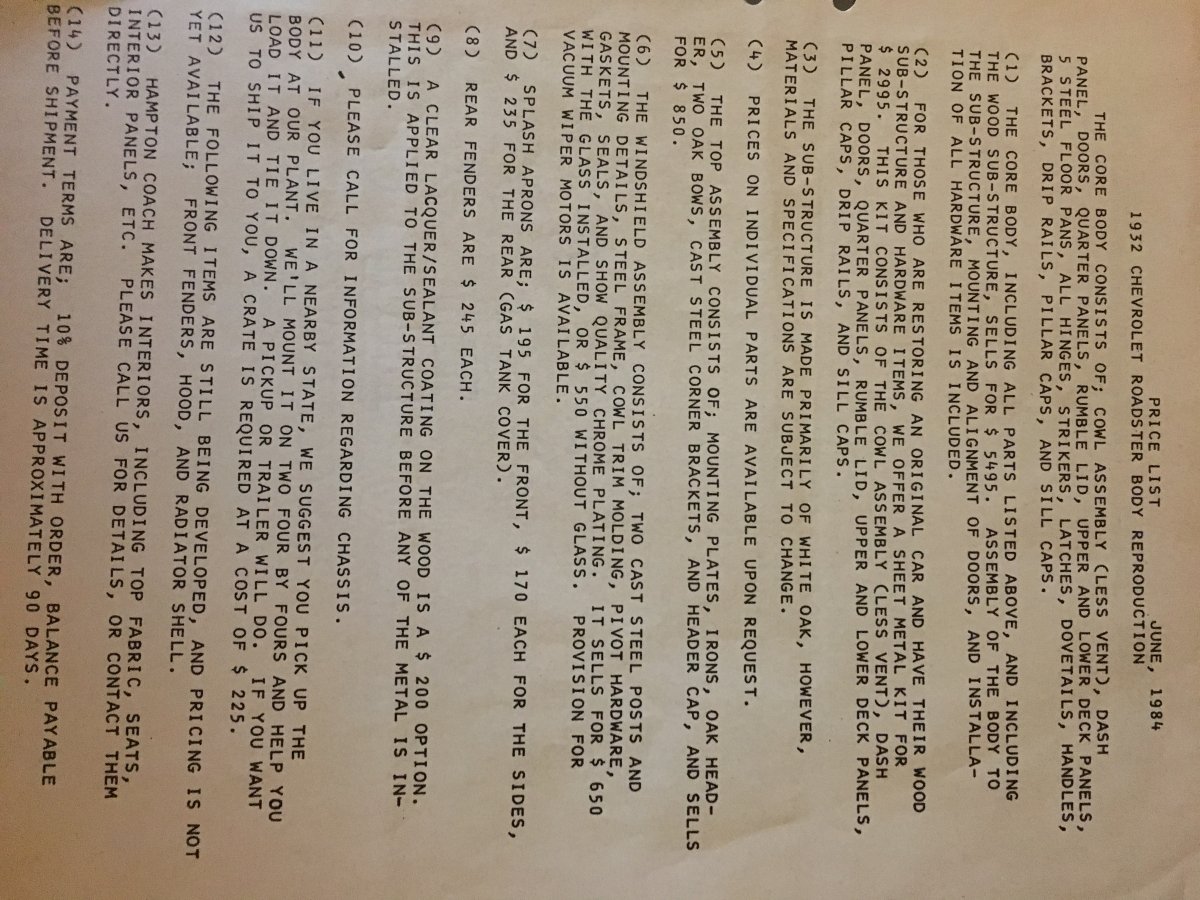 PRICE LIST JUNE, 1984
1932 CHEVROLET ROADSTER BODY REPRODUCTION
THE CORE BODY CONSISTS OF; COWL ASSEMBLY (LESS VENT), DASH
PANEL, DOORS, QUARTER PANELS, RUMBLE LID, UPPER AND LOWER DECK PANELS,
5 STEEL FLOOR PANS, ALL HINGES, STRIKERS, LATCHES, DOVETAILS, HANDLES,
BRACKETS, DRIP RAILS, PILLAR CAPS, AND SILL CAPS.
(1) THE CORE BODY, INCLUDING ALL PARTS LISTED ABOVE, AND INCLUDING
THE WOOD SUB-STRUCTURE, SELLS FOR $ 5495. ASSEMBLY OF THE BODY TO
THE SUB-STRUCTURE, MOUNTING AND ALIGNMENT OF DOORS, AND INSTALLA-
TION OF ALL HARDWARE ITEMS IS INCLUDED.
(2) FOR THOSE WHO ARE RESTORING AN ORIGINAL CAR AND HAVE THEIR WOOD
SUB-STRUCTURE AND HARDWARE ITEMS, WE OFFER A SHEET METAL KIT FOR
$ 2995. THIS KIT CONSISTS OF THE COWL ASSEMBLY (LESS VENT), DASH
PANEL, DOORS, QUARTER PANELS, RUMBLE LID, UPPER AND LOWER DECK PANELS,
PILLAR CAPS, DRIP RAILS, AND SILL CAPS.
(3) THE SUB-STRUCTURE IS MADE PRIMARILY OF WHITE OAK, HOWEVER,
MATERIALS AND SPECIFICATIONS ARE SUBJECT TO CHANGE.
(4) PRICES ON INDIVIDUAL PARTS ARE AVAILABLE UPON REQUEST.
(5) THE TOP ASSEMBLY CONSISTS OF; MOUNTING PLATES, IRONS, OAK HEAD-
ER, TWO OAK BOWS, CAST STEEL CORNER BRACKETS, AND HEADER CAP, AND SELLS
FOR $ 850.
(6) THE WINDSHIELD ASSEMBLY CONSISTS OF; TWO CAST STEEL POSTS AND
MOUNTING DETAILS, STEEL FRAME, COWL TRIM MOLDING, PIVOT HARDWARE,
GASKETS, SEALS, AND SHOW QUALITY CHROME PLATING. IT SELLS FOR $ 650
WITH THE GLASS INSTALLED, OR $ 550 WITHOUT GLASS. PROVISION FOR
VACUUM WIPER MOTORS IS AVAILABLE.
(7) SPLASH APRONS ARE; $ 195 FOR THE FRONT, $ 170 EACH FOR THE SIDES,
AND $ 235 FOR THE REAR (GAS TANK COVER).
(8) REAR FENDERS ARE $ 245 EACH.
(9) A CLEAR LACQUER/SEALANT COATING ON THE WOOD IS A $ 200 OPTION.
THIS IS APPLIED TO THE SUB-STRUCTURE BEFORE ANY OF THE METAL IS IN-
STALLED.
(10) PLEASE CALL FOR INFORMATION REGARDING CHASSIS.
(11) IF YOU LIVE IN A NEARBY STATE, WE SUGGEST YOU PICK UP THE
BODY AT OUR PLANT. WE'LL MOUNT IT ON TWO FOUR BY FOURS AND HELP YOU
LOAD IT AND TIE IT DOWN. A PICKUP OR TRAILER WILL DO. IF YOU WANT
US TO SHIP IT TO YOU, A CRATE IS REQUIRED AT A COST OF $ 225.
(12) THE FOLLOWING ITEMS ARE STILL BEING DEVELOPED, AND PRICING IS NOT
YET AVAILABLE; FRONT FENDERS, HOOD, AND RADIATOR SHELL.
(13) HAMPTON COACH MAKES INTERIORS, INCLUDING TOP FABRIC, SEATS,
INTERIOR PANELS, ETC. PLEASE CALL US FOR DETAILS, OR CONTACT THEM
DIRECTLY.
(14) PAYMENT TERMS ARE; 10% DEPOSIT WITH ORDER, BALANCE PAYABLE
BEFORE SHIPMENT. DELIVERY TIME IS APPROXIMATELY 90 DAYS.